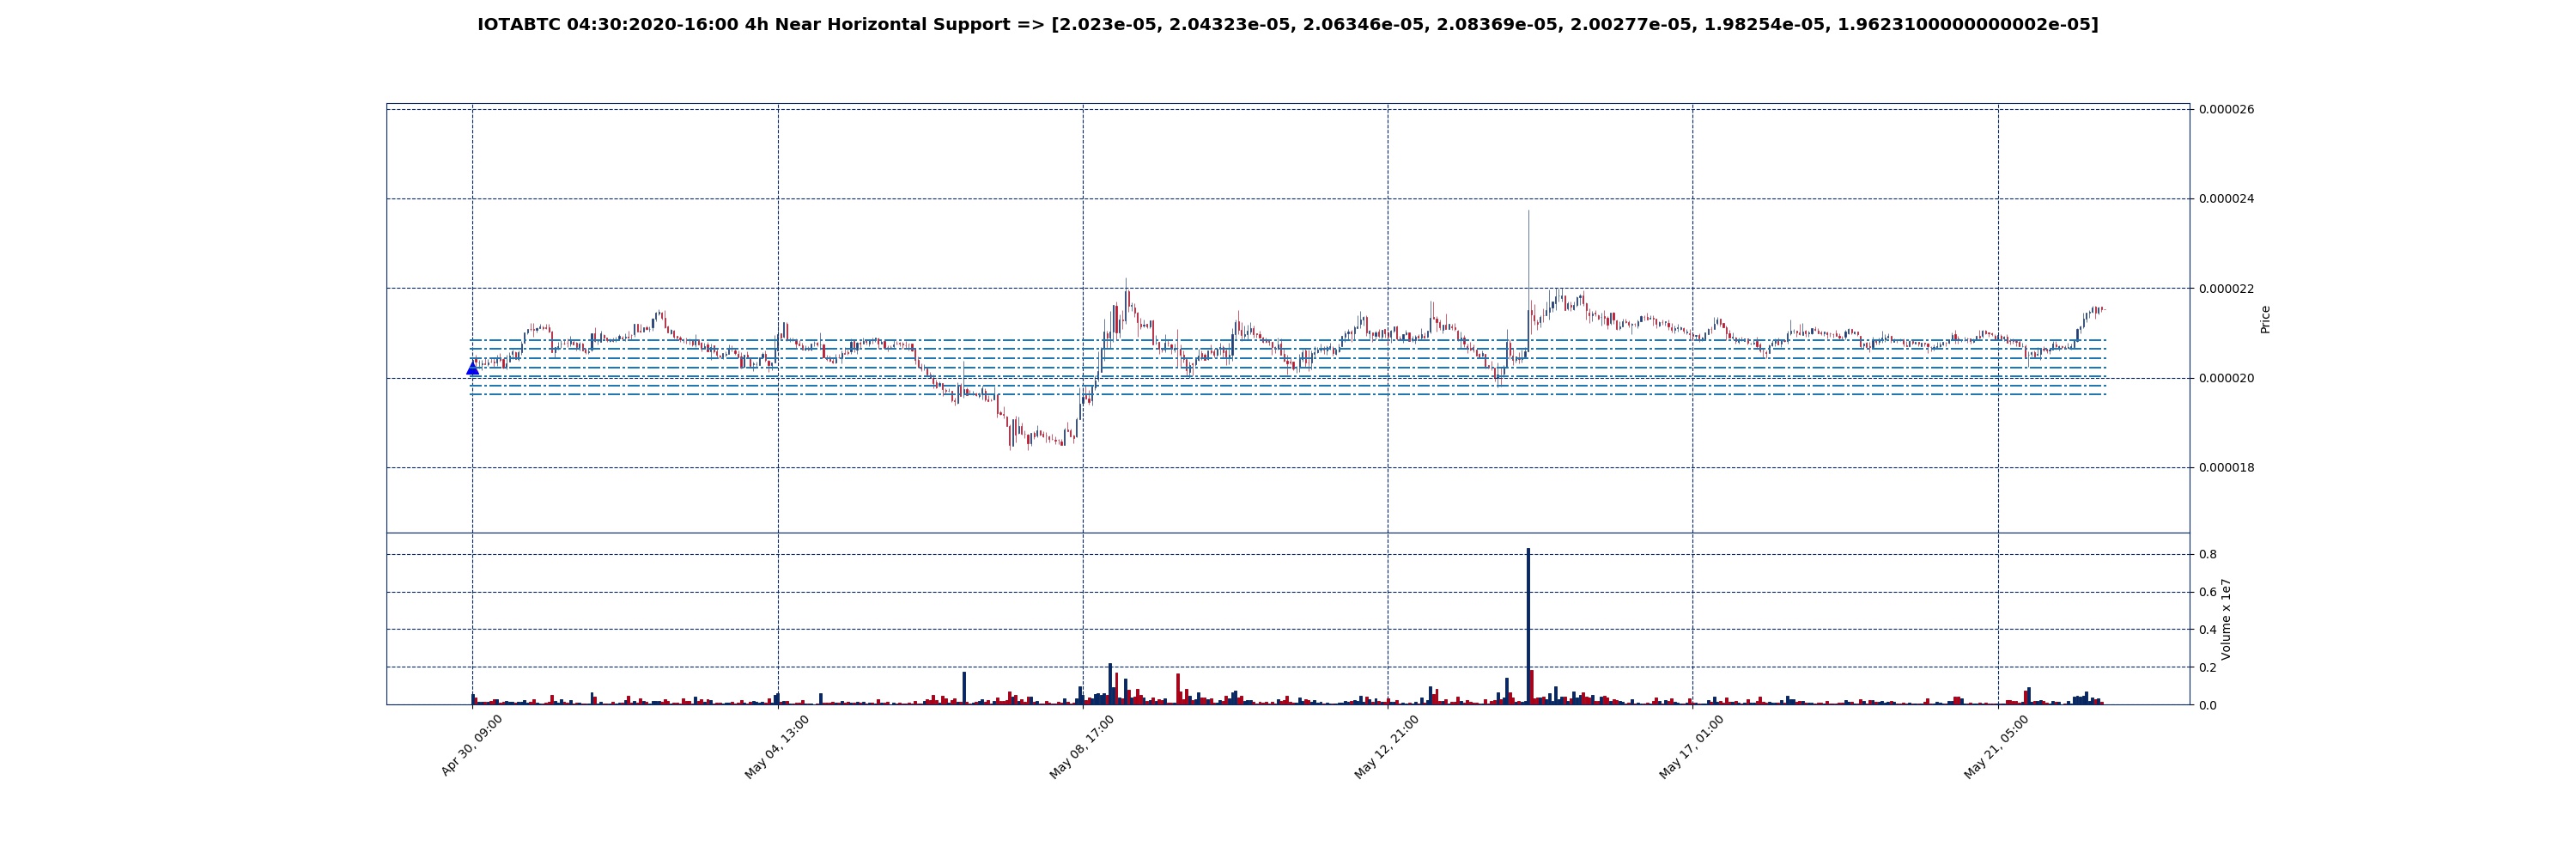 IOTABTC 04:30:2020-16:00 4h Near Horizontal Support => [2.023e-05, 2.04323e-05, 2.06346e-05, 2.08369e-05, 2.00277e-05, 1.98254e-05, 1.9623100000000002e-05]
0.000026
0.000024
0.000022
0.000020
0.000018
Price
0.8
0.6
0.4
0.2
0.0
Volume x 1e7
Apr 30, 09:00
May 04, 13:00
May 08, 17:00
May 12, 21:00
May 17, 01:00
May 21, 05:00